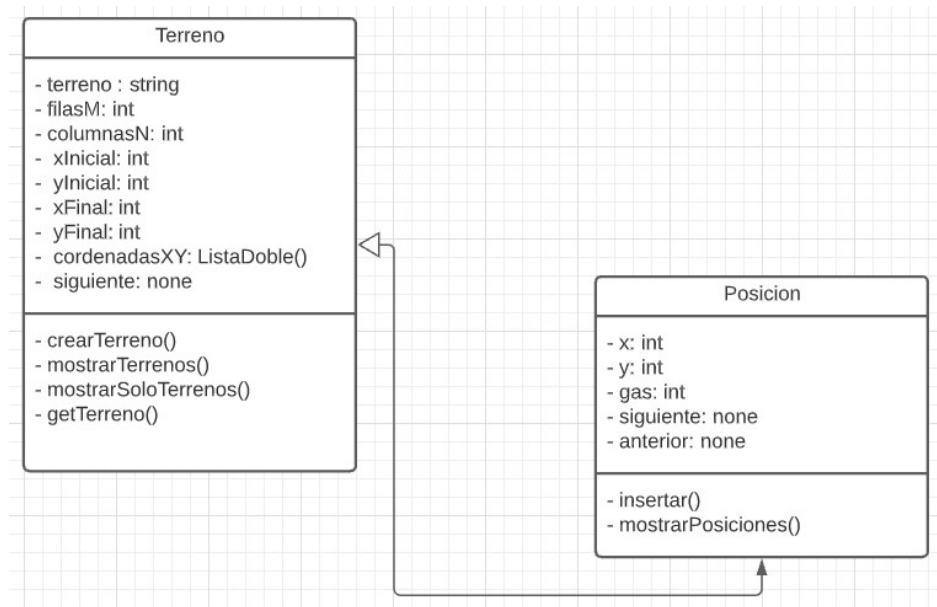 Terreno
- terreno : string
- filasM: int
- columnasN: int
- xInicial: int
- yInicial: int
- xFinal: int
- yFinal: int
- cordenadasXY: ListaDoble()
- siguiente: none
- crearTerreno()
- mostrarTerrenos()
- mostrarSoloTerrenos()
- getTerreno()
Posicion
- x: int
- y: int
- gas: int
- siguiente: none
- anterior: none
- insertar()
- mostrarPosiciones()